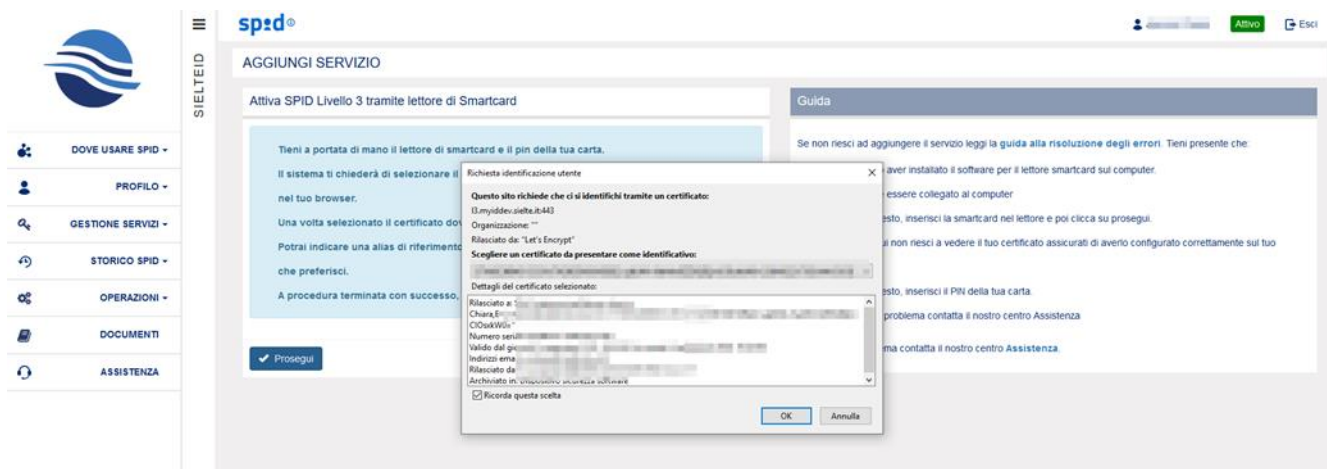 spid
Attivo
Esci
SIELTEID
AGGIUNGI SERVIZIO
DOVE USARE SPID
PROFILO
GESTIONE SERVIZI
STORICO SPID
OPERAZIONI
DOCUMENTI
ASSISTENZA
Attiva SPID Livello 3 tramite lettore di Smartcard
Tieni a portata di mano il lettore di smartcard e il pin della tua carta.
Il sistema ti chiederà di selezionare il
nel tuo browser.
Una volta selezionato il certificato dov
Potrai indicare una alias di riferimento
che preferisci.
A procedura terminata con successo,
Prosegui
Richiesta identificazione utente
Questo sito richiede che ci si identifichi tramite un certificato:
l3.myiddev.sielte.it:443
Organizzazione: ""
Rilasciato da: "Let's Encrypt"
Scegliere un certificato da presentare come identificativo:
Dettagli del certificato selezionato:
Rilasciato a:
Chiara,
Numero seri
Valido dal gi
Indirizzi ema
Rilasciato da
Archiviato in: Dispositivo sicurezza software
Ricorda questa scelta
OK
Annulla
Guida
Se non riesci ad aggiungere il servizio leggi la guida alla risoluzione degli errori. Tieni presente che:
aver installato il software per il lettore smartcard sul computer.
essere collegato al computer
esto, inserisci la smartcard nel lettore e poi clicca su prosegui.
ui non riesci a vedere il tuo certificato assicurati di averlo configurato correttamente sul tuo
esto, inserisci il PIN della tua carta.
problema contatta il nostro centro Assistenza
ma contatta il nostro centro Assistenza.